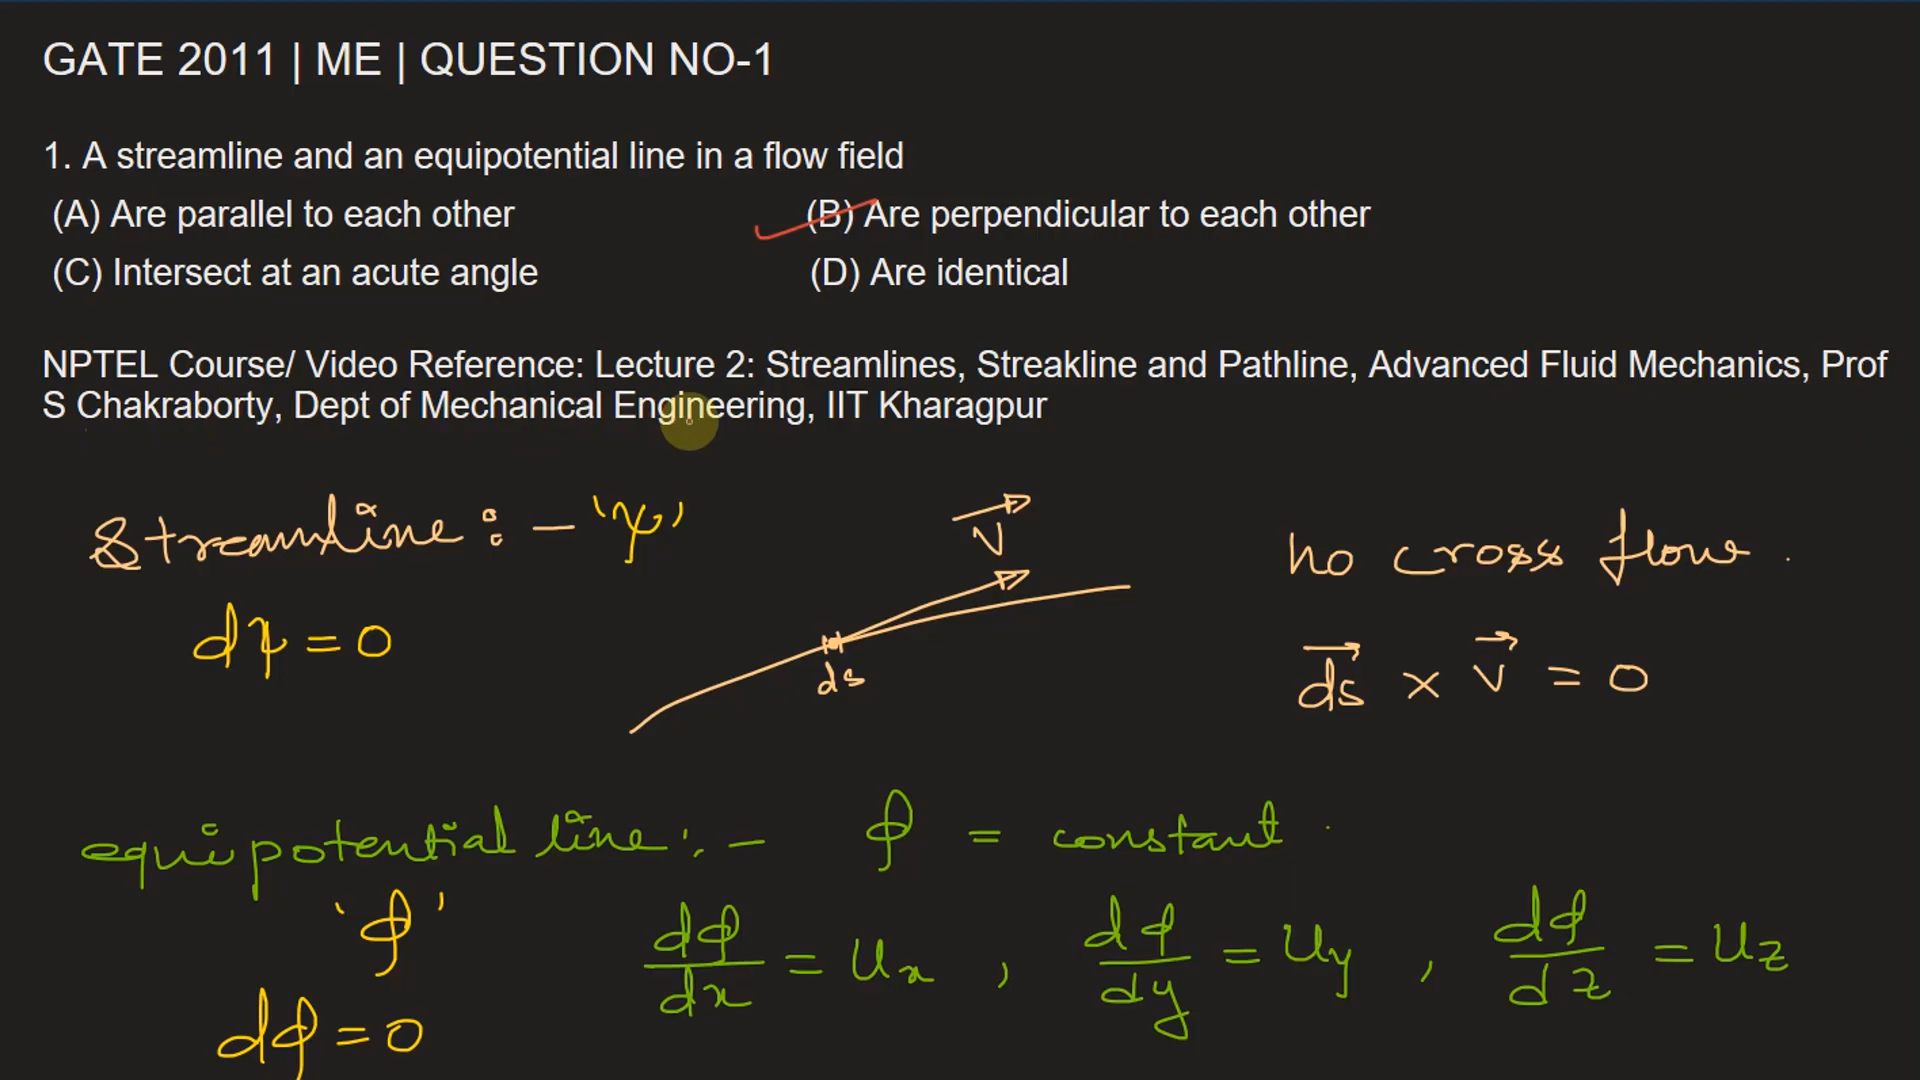 GATE 2011 | ME | QUESTION NO-1
1. A streamline and an equipotential line in a flow field
(A) Are parallel to each other (B) Are perpendicular to each other
(C) Intersect at an acute angle (D) Are identical
NPTEL Course/ Video Reference: Lecture 2: Streamlines, Streakline and Pathline, Advanced Fluid Mechanics, Prof
S Chakraborty, Dept of Mechanical Engineering, IIT Kharagpur
Streamline: - 'ψ'
V
no cross flow.
dψ = 0
ds
ds × V = 0
equipotential line :- φ = constant.
'φ'
dφ/dx = ux , dφ/dy = uy , dφ/dz = uz
dφ = 0